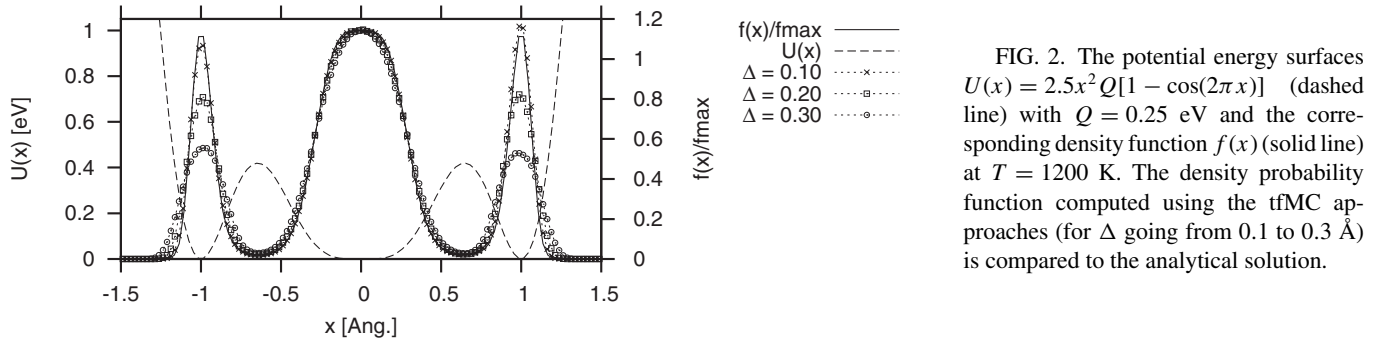 U(x) [eV]
1
0.8
0.6
0.4
0.2
0
1.2
1
0.8
0.6
0.4
0.2
0
f(x)/fmax
-1.5 -1 -0.5 0 0.5 1 1.5
x [Ang.]
f(x)/fmax
U(x)
Δ = 0.10
Δ = 0.20
Δ = 0.30
FIG. 2. The potential energy surfaces
U(x) = 2.5x²Q[1 − cos(2πx)] (dashed
line) with Q = 0.25 eV and the corre-
sponding density function f(x) (solid line)
at T = 1200 K. The density probability
function computed using the tfMC ap-
proaches (for Δ going from 0.1 to 0.3 Å)
is compared to the analytical solution.